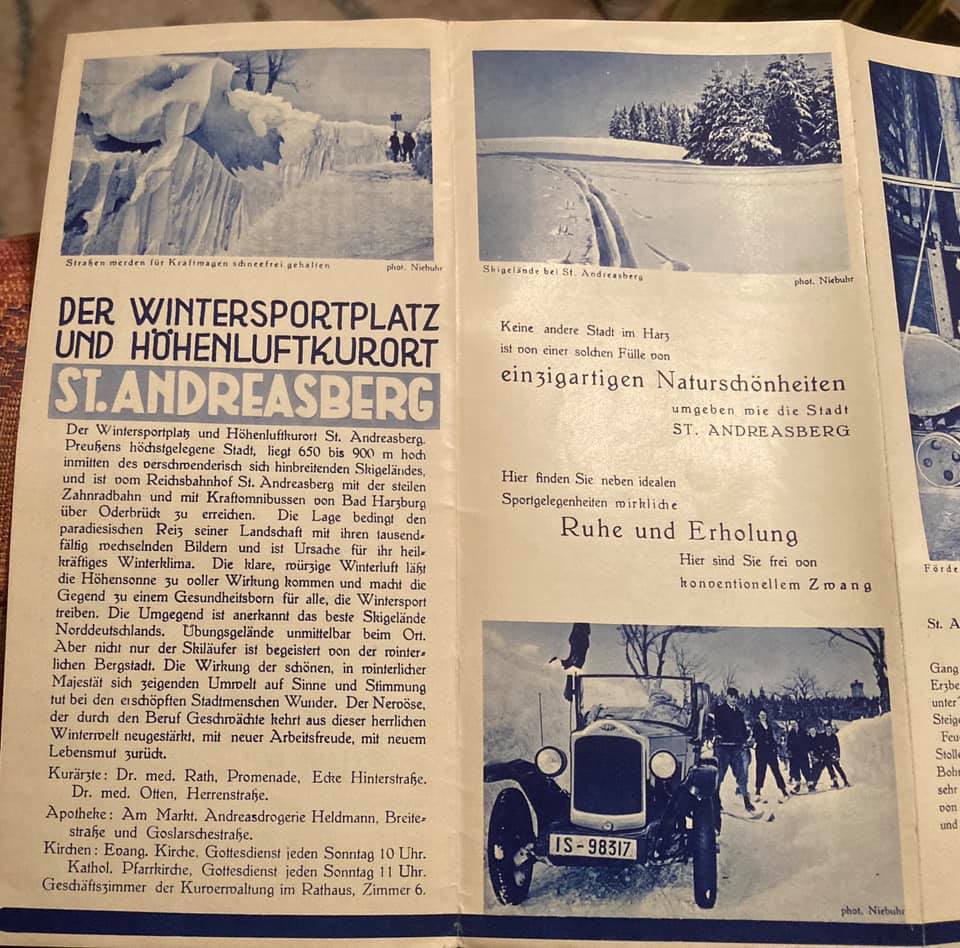 Straßen werden für Kraftwagen schneefrei gehalten
phot. Niebuhr
DER WINTERSPORTPLATZ
UND HÖHENLUFTKURORT
ST. ANDREASBERG
Der Wintersportplatz und Höhenluftkurort St. Andreasberg,
Preußens höchstgelegene Stadt, liegt 650 bis 900 m hoch
inmitten des verschwenderisch sich hinbreitenden Skigeländes,
und ist vom Reichsbahnhof St. Andreasberg mit der steilen
Zahnradbahn und mit Kraftomnibussen von Bad Harzburg
über Oderbrück zu erreichen. Die Lage bedingt den
paradiesischen Reiz seiner Landschaft mit ihren tausend-
fältig wechselnden Bildern und ist Ursache für ihr heil-
kräftiges Winterklima. Die klare, würzige Winterluft läßt
die Höhensonne zu voller Wirkung kommen und macht die
Gegend zu einem Gesundheitsborn für alle, die Wintersport
treiben. Die Umgegend ist anerkannt das beste Skigelände
Norddeutschlands. Übungsgelände unmittelbar beim Ort.
Aber nicht nur der Skiläufer ist begeistert von der winter-
lichen Bergstadt. Die Wirkung der schönen, in winterlicher
Majestät sich zeigenden Umwelt auf Sinne und Stimmung
tut bei den erschöpften Stadtmenschen Wunder. Der Nervöse,
der durch den Beruf Geschwächte kehrt aus dieser herrlichen
Winterwelt neugestärkt, mit neuer Arbeitsfreude, mit neuem
Lebensmut zurück.
Kurärzte: Dr. med. Rath, Promenade, Ecke Hinterstraße.
Dr. med. Otten, Herrenstraße.
Apotheke: Am Markt. Andreasdrogerie Heldmann, Breite-
straße und Goslarschestraße.
Kirchen: Evang. Kirche, Gottesdienst jeden Sonntag 10 Uhr.
Kathol. Pfarrkirche, Gottesdienst jeden Sonntag 11 Uhr.
Geschäftszimmer der Kurverwaltung im Rathaus, Zimmer 6.
Skigelände bei St. Andreasberg
phot. Niebuhr
Keine andere Stadt im Harz
ist von einer solchen Fülle von
einzigartigen Naturschönheiten
umgeben wie die Stadt
ST. ANDREASBERG
Hier finden Sie neben idealen
Sportgelegenheiten wirkliche
Ruhe und Erholung
Hier sind Sie frei von
konventionellem Zwang
IS-98317
phot. Niebuhr
Förde
St. A
Gang
Erzbe
unter
Steige
Feu
Stolle
Bohr
sehr
von
und